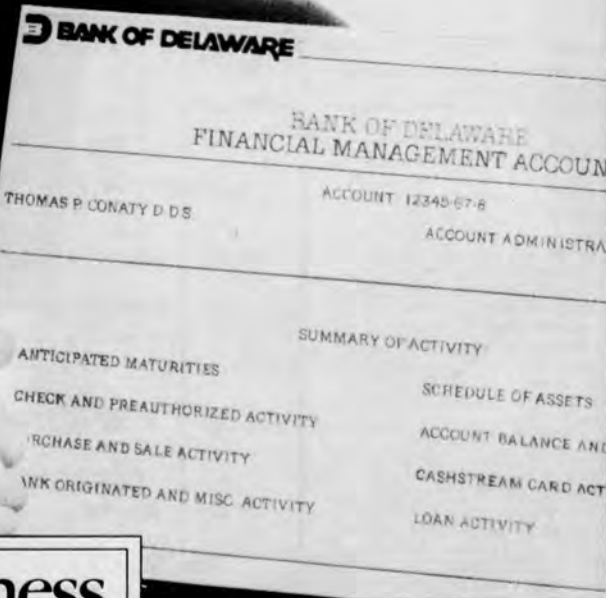 BANK OF DELAWARE
BANK OF DELAWARE
FINANCIAL MANAGEMENT ACCOUN
THOMAS P. CONATY D D S
ACCOUNT 12345-67-8
ACCOUNT ADMINISTRA
SUMMARY OF ACTIVITY
ANTICIPATED MATURITIES
CHECK AND PREAUTHORIZED ACTIVITY
RCHASE AND SALE ACTIVITY
NK ORIGINATED AND MISC. ACTIVITY
SCHEDULE OF ASSETS
ACCOUNT BALANCE AND
CASHSTREAM CARD ACT
LOAN ACTIVITY
ness